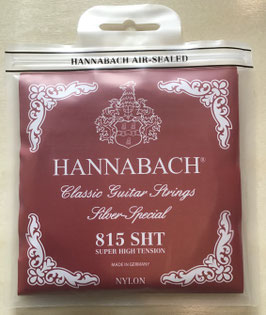 HANNABACH AIR-SEALED
HANNABACH®
Classic Guitar Strings
Silver-Special
815 SHT
SUPER HIGH TENSION
MADE IN GERMANY
NYLON